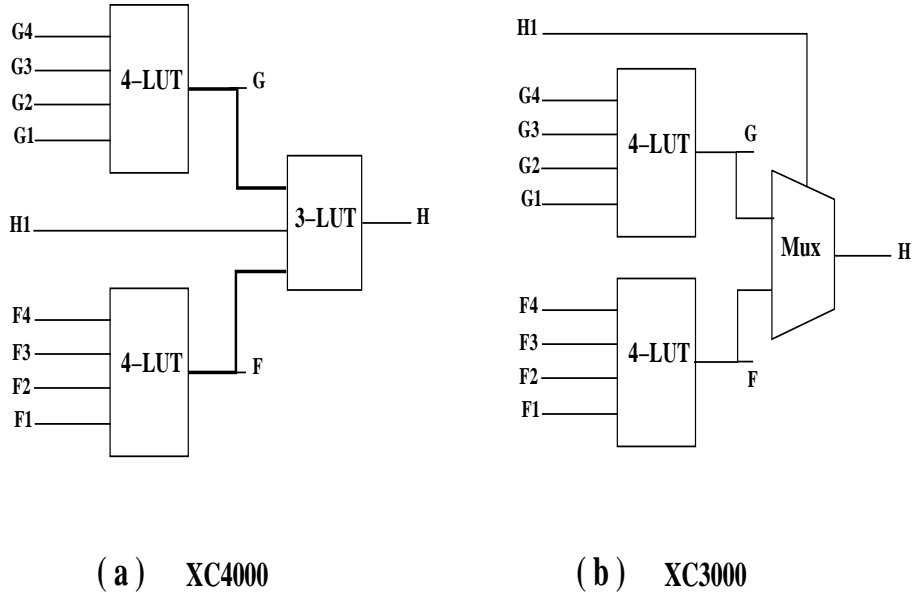 G4
G3
G2
G1
4–LUT
G
H1
3–LUT
H
F4
F3
F2
F1
4–LUT
F
( a ) XC4000
H1
G4
G3
G2
G1
4–LUT
G
Mux
H
F4
F3
F2
F1
4–LUT
F
( b ) XC3000